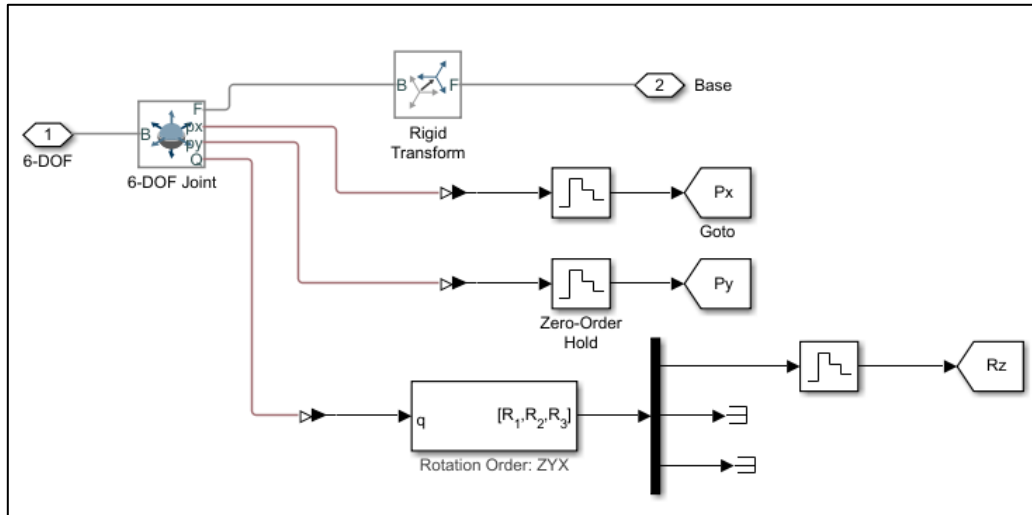 1
6-DOF
B
F
px
py
Q
6-DOF Joint
B
F
Rigid
Transform
2
Base
Px
Goto
Py
Zero-Order
Hold
q
[R1,R2,R3]
Rotation Order: ZYX
Rz